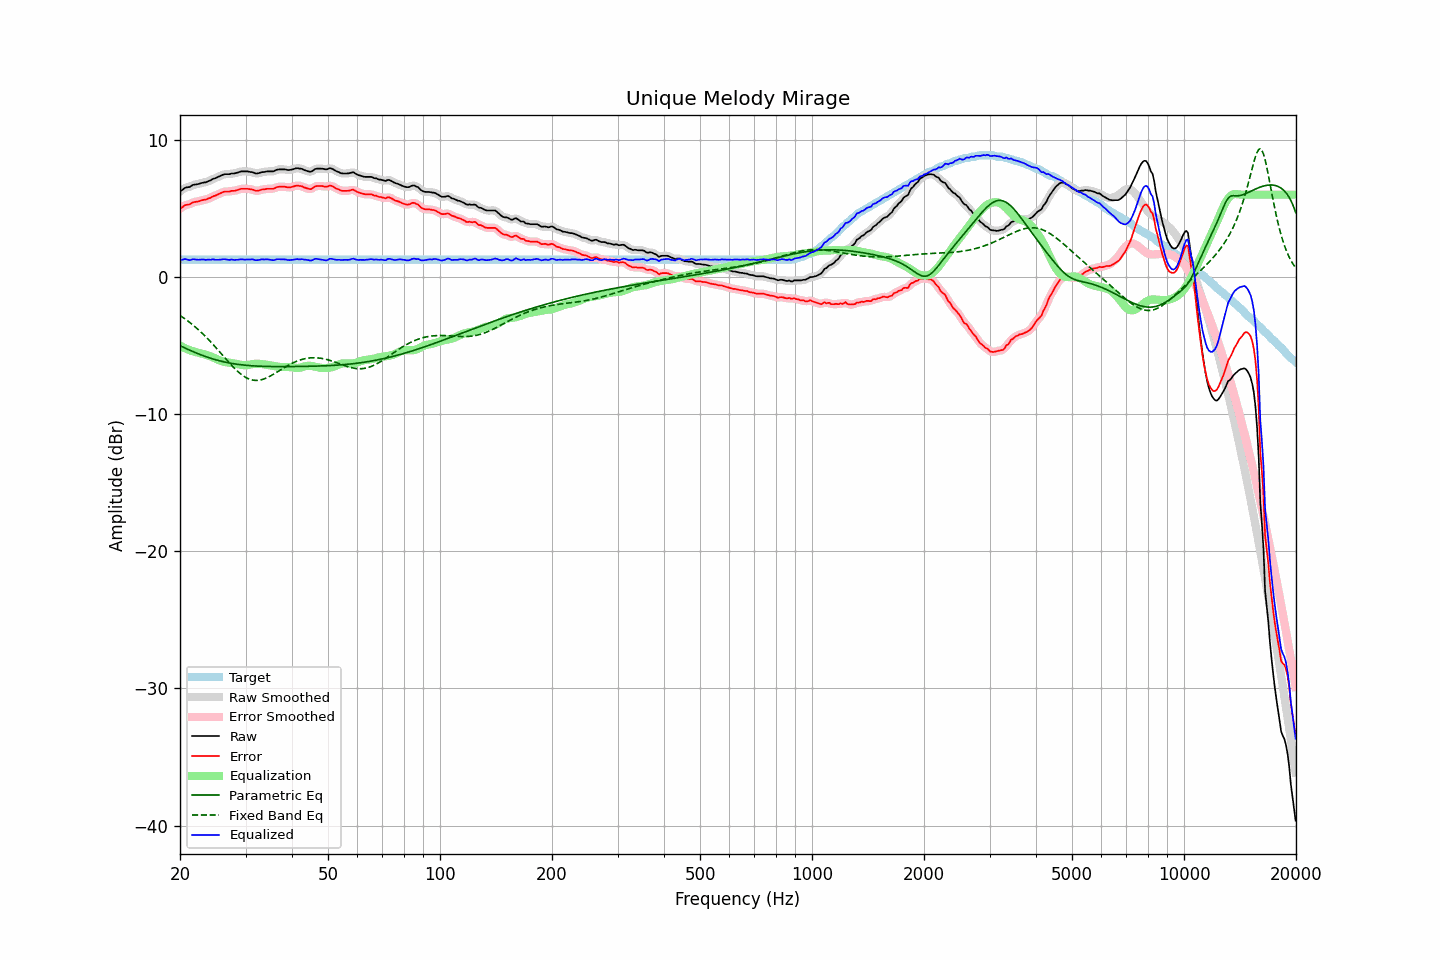 Unique Melody Mirage
Amplitude (dBr)
10
0
−10
−20
−30
−40
Target
Raw Smoothed
Error Smoothed
Raw
Error
Equalization
Parametric Eq
Fixed Band Eq
Equalized
20 50 100 200 500 1000 2000 5000 10000 20000
Frequency (Hz)